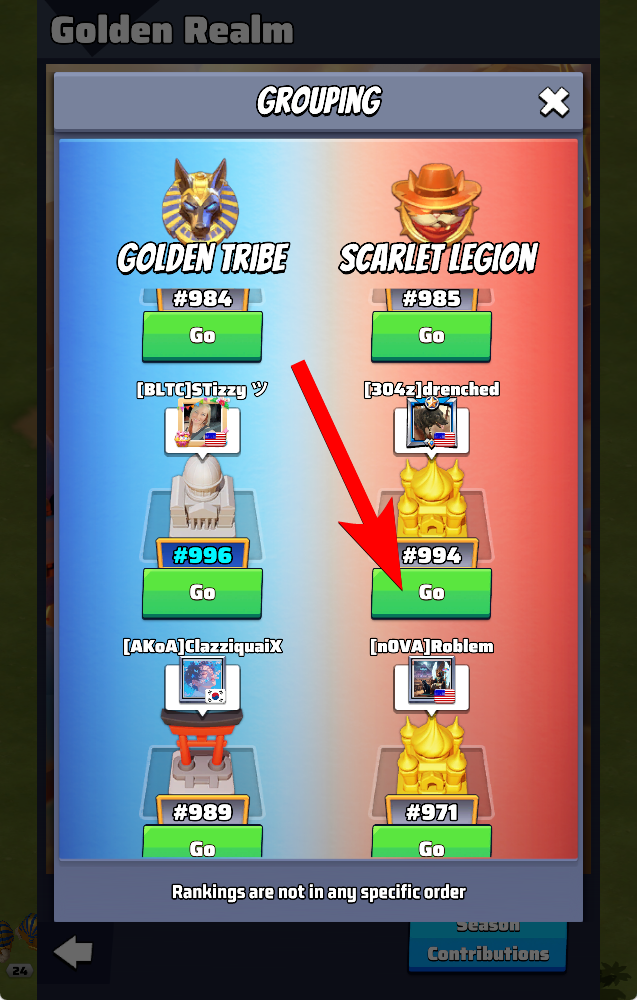 Golden Realm
GROUPING
GOLDEN TRIBE
SCARLET LEGION
#984
#985
Go
Go
[BLTC]STizzy ツ
[304z]drenched
#996
#994
Go
Go
[AKoA]ClazziquaiX
[nOVA]Roblem
#989
#971
Go
Go
Rankings are not in any specific order
Season
Contributions
24